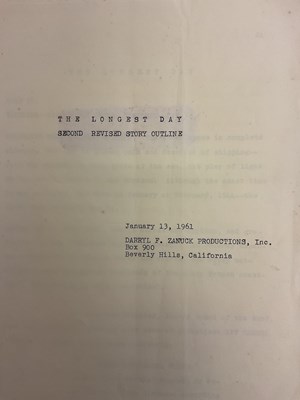 THE LONGEST DAY
SECOND REVISED STORY OUTLINE
January 13, 1961
DARRYL F. ZANUCK PRODUCTIONS, Inc.
Box 900
Beverly Hills, California